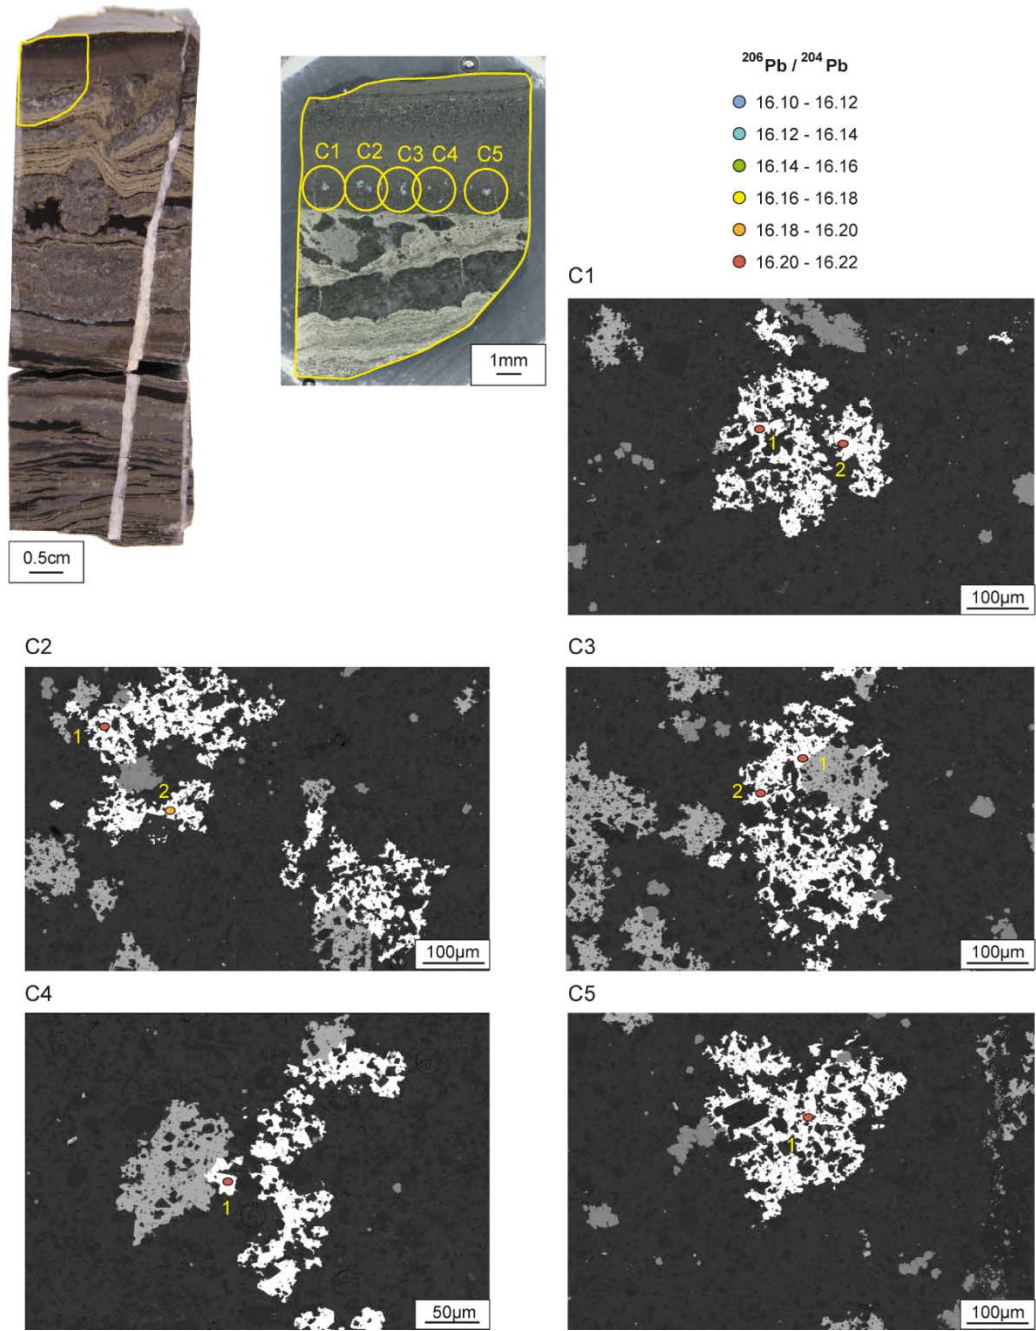 ²⁰⁶Pb / ²⁰⁴Pb
16.10 - 16.12
16.12 - 16.14
16.14 - 16.16
16.16 - 16.18
16.18 - 16.20
16.20 - 16.22
C1 C2 C3 C4 C5
1mm
0.5cm
C1
1
2
100µm
C2
1
2
100µm
C3
1
2
100µm
C4
1
50µm
C5
1
100µm